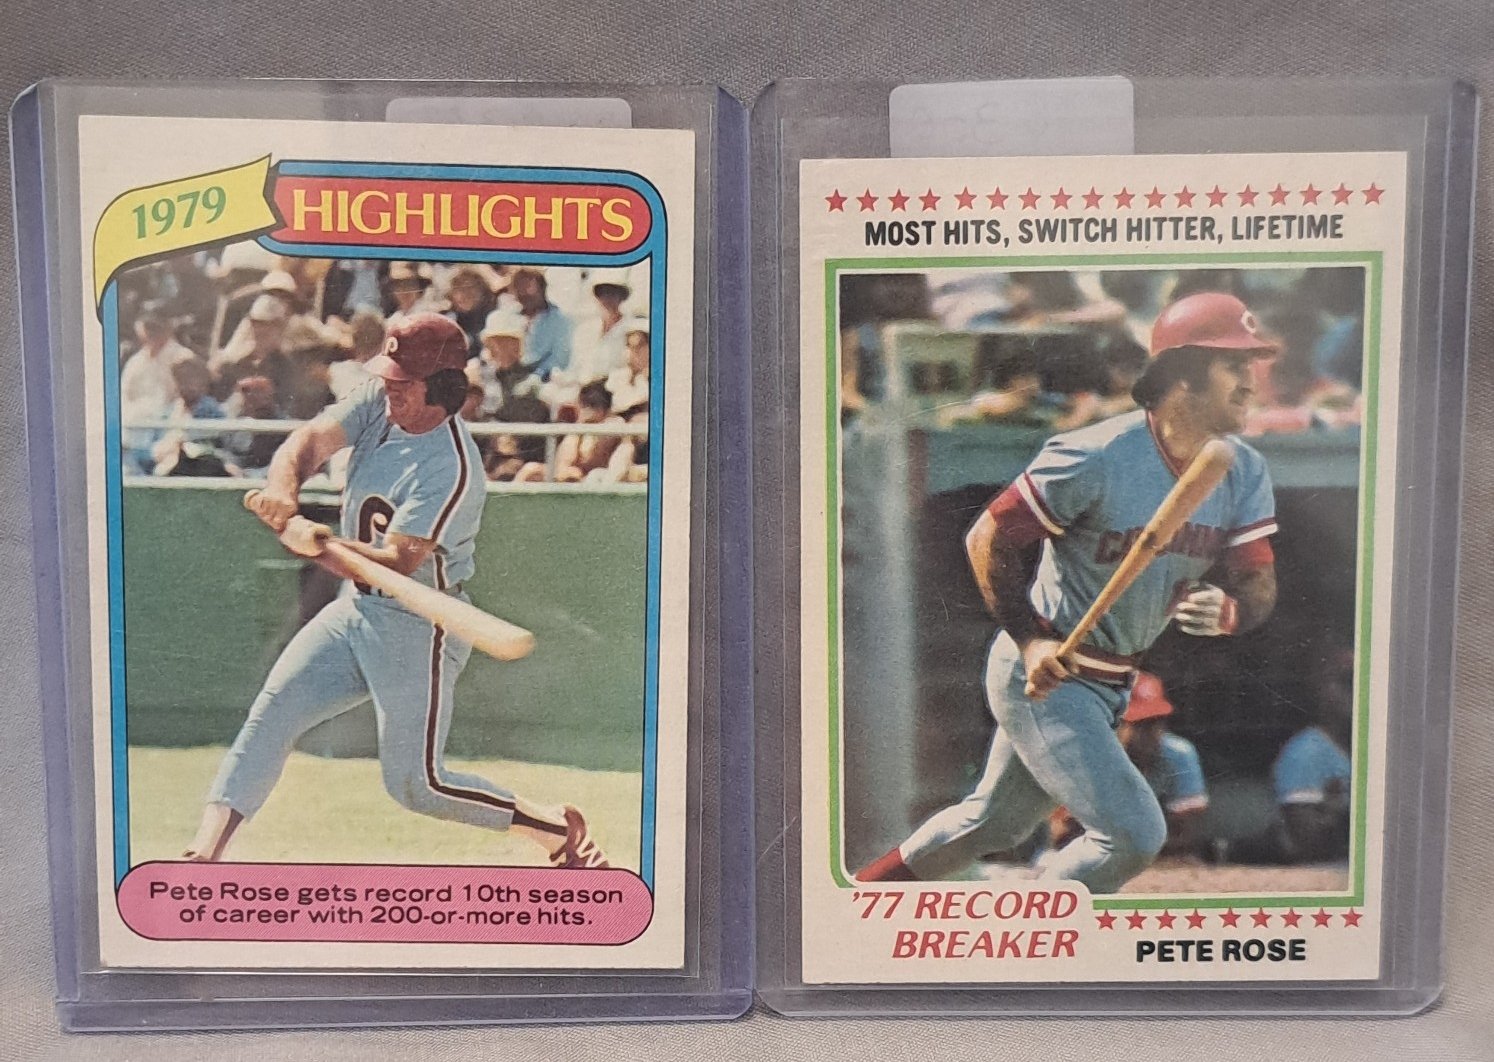 1979
HIGHLIGHTS
Pete Rose gets record 10th season
of career with 200-or-more hits.
MOST HITS, SWITCH HITTER, LIFETIME
'77 RECORD
BREAKER
PETE ROSE